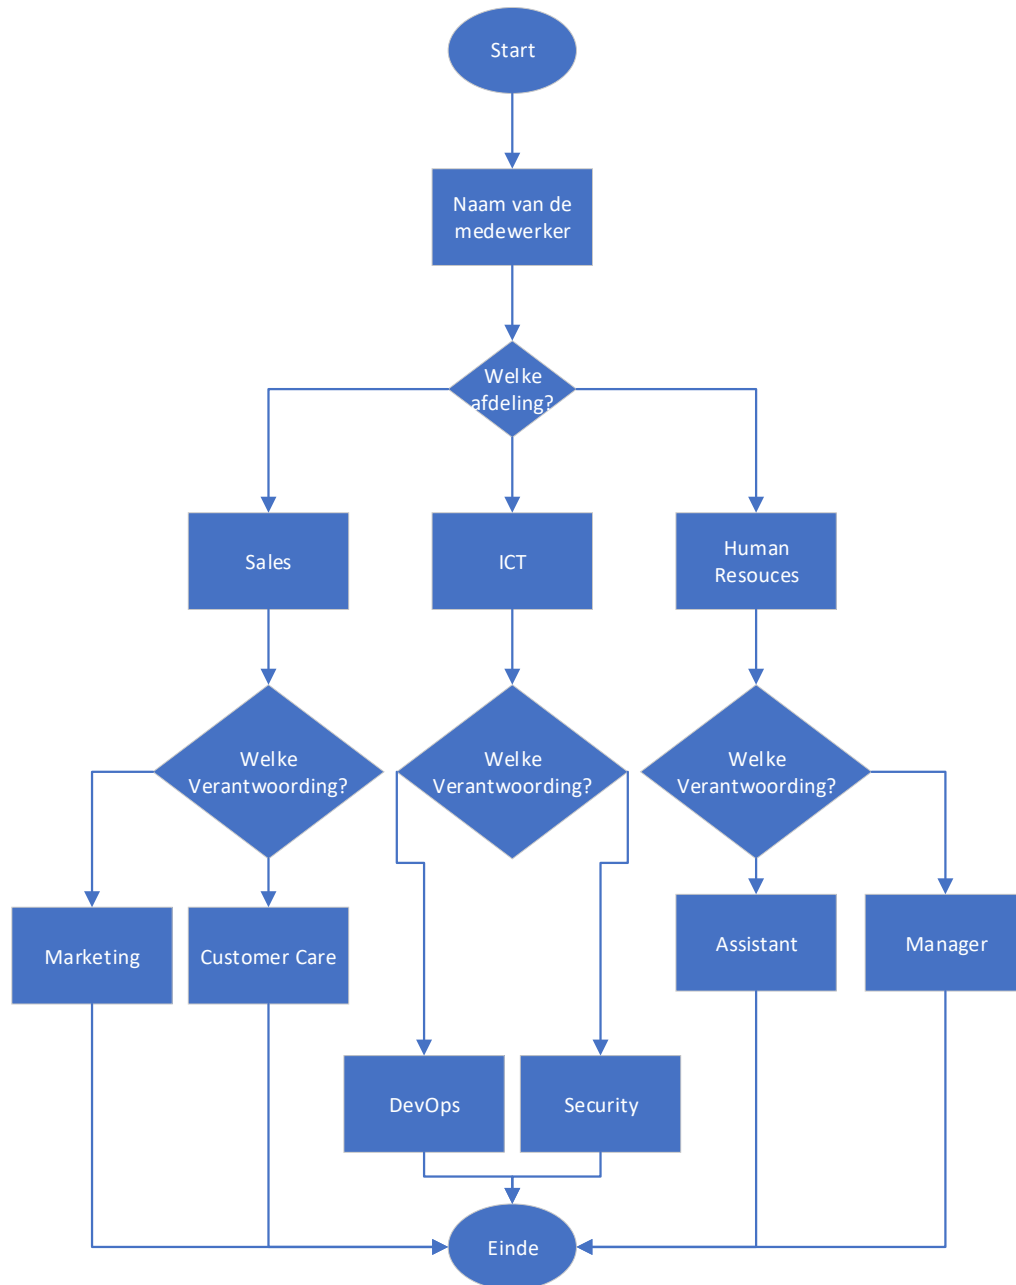 Start
Naam van de
medewerker
Welke
afdeling?
Sales
ICT
Human
Resouces
Welke
Verantwoording?
Welke
Verantwoording?
Welke
Verantwoording?
Marketing
Customer Care
Assistant
Manager
DevOps
Security
Einde